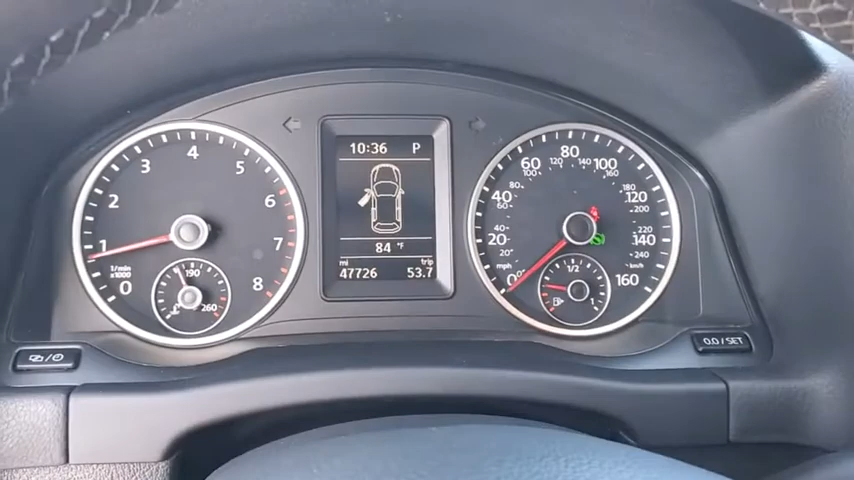 10:36 P
84 °F
mi trip
47726 53.7
1/min
x1000
0 1 2 3 4 5 6 7 8
190
260
mph km/h
0 20 40 60 80 100 120 140 160
60 120 140 160 200 220 240
1/2
1
0.0 / SET